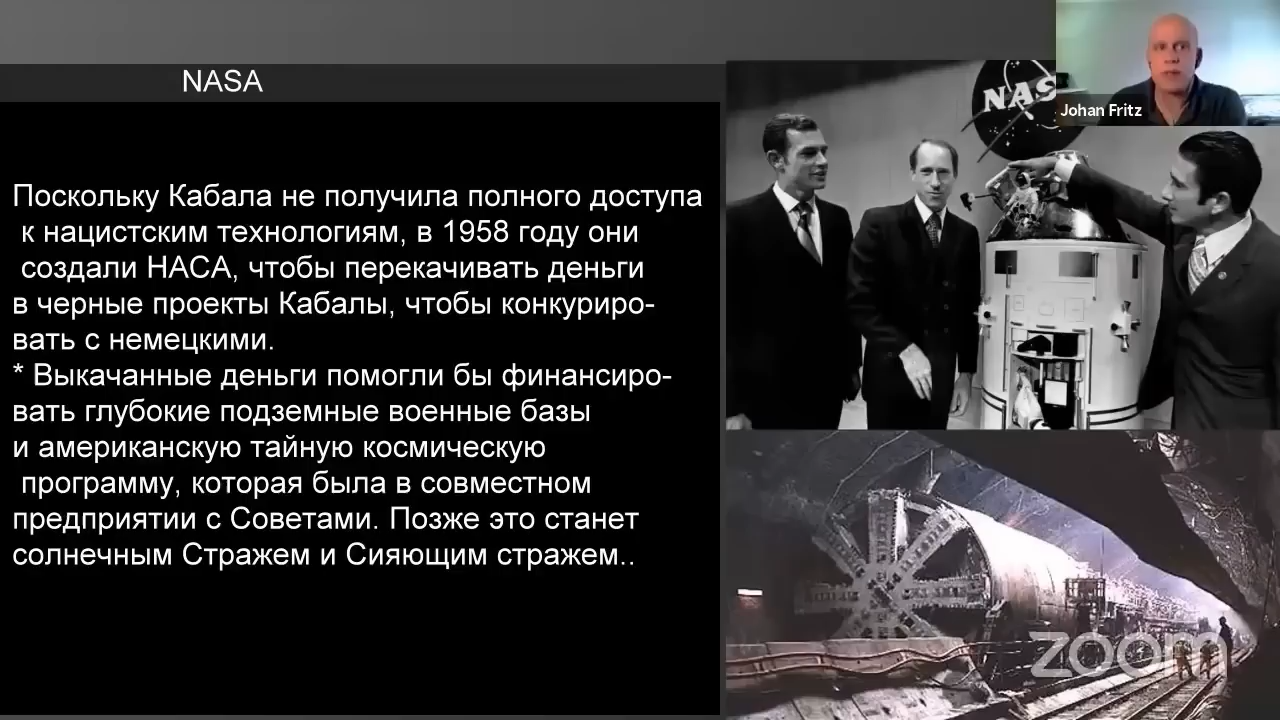 NASA
Johan Fritz
NAS
Поскольку Кабала не получила полного доступа
к нацистским технологиям, в 1958 году они
создали НАСА, чтобы перекачивать деньги
в черные проекты Кабалы, чтобы конкуриро-
вать с немецкими.
* Выкачанные деньги помогли бы финансиро-
вать глубокие подземные военные базы
и американскую тайную космическую
программу, которая была в совместном
предприятии с Советами. Позже это станет
солнечным Стражем и Сияющим стражем..
zoom